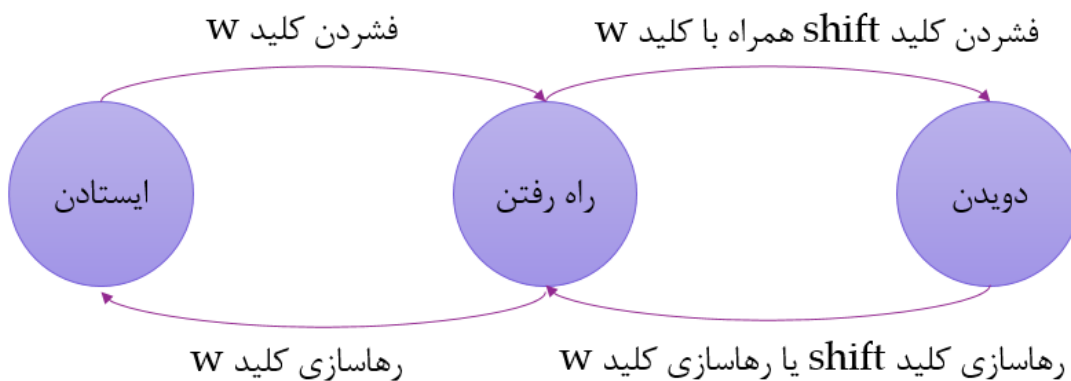 فشردن کلید w
فشردن کلید shift همراه با کلید w
ایستادن
راه رفتن
دویدن
رهاسازی کلید w
رهاسازی کلید shift یا رهاسازی کلید w